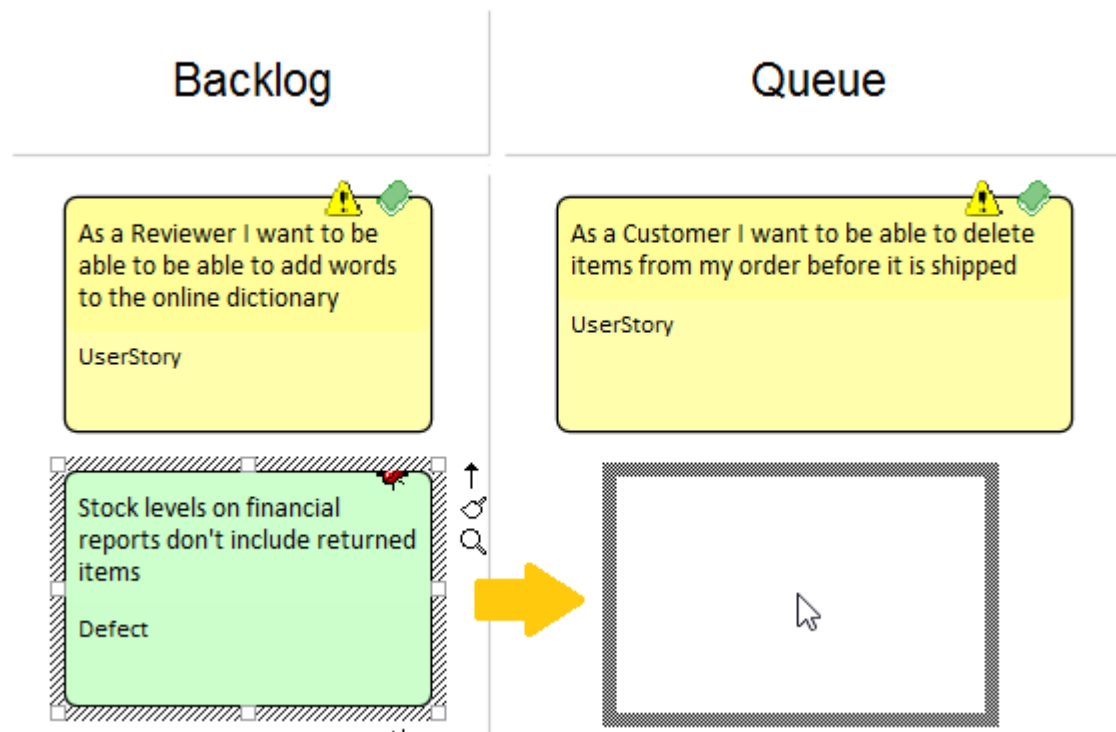 Backlog
Queue
As a Reviewer I want to be
able to be able to add words
to the online dictionary
UserStory
As a Customer I want to be able to delete
items from my order before it is shipped
UserStory
Stock levels on financial
reports don't include returned
items
Defect